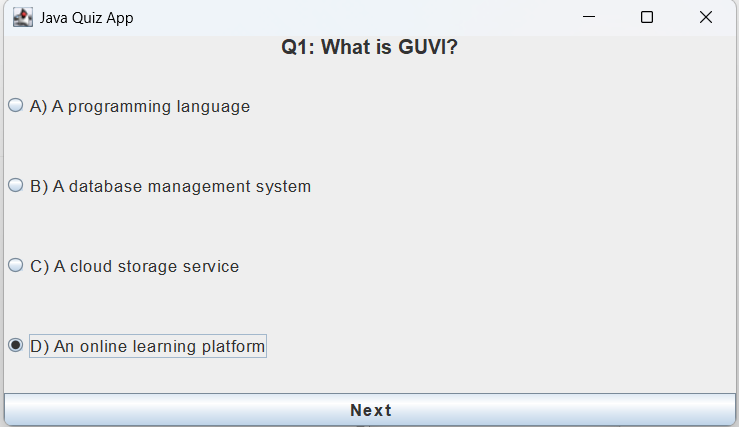 Java Quiz App
Q1: What is GUVI?
A) A programming language
B) A database management system
C) A cloud storage service
D) An online learning platform
Next